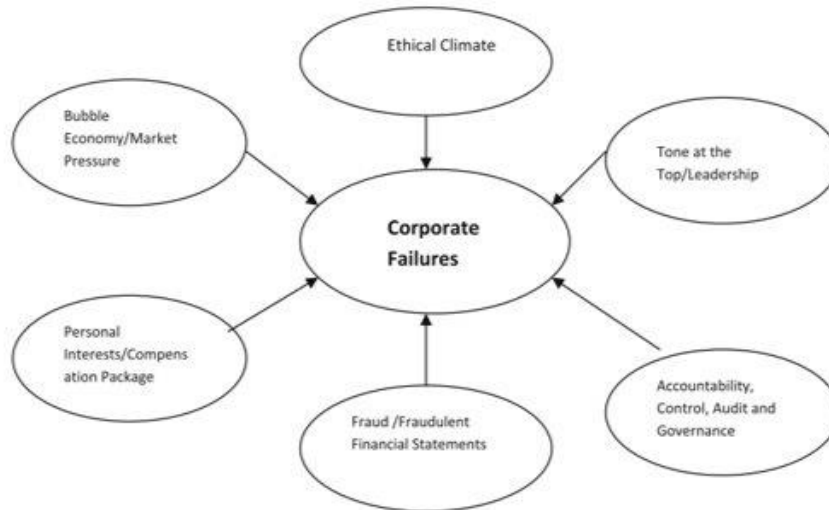 Ethical Climate
Bubble
Economy/Market
Pressure
Tone at the
Top/Leadership
Corporate
Failures
Personal
Interests/Compens
ation Package
Accountability,
Control, Audit and
Governance
Fraud /Fraudulent
Financial Statements